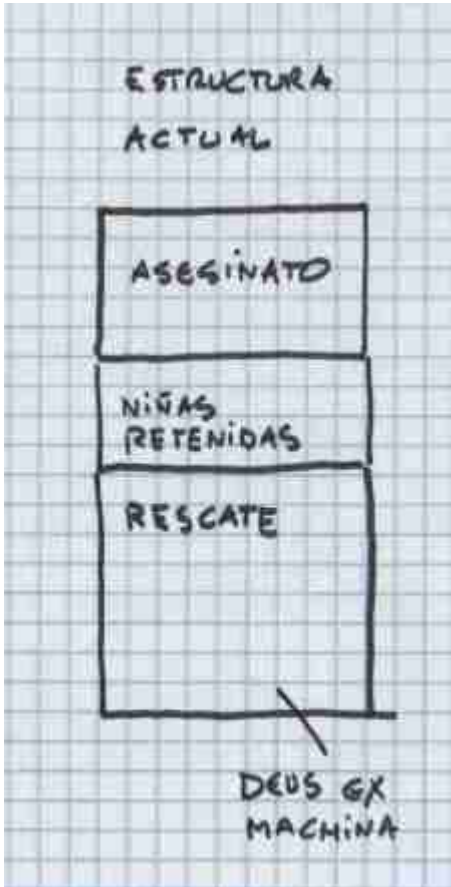 ESTRUCTURA
ACTUAL
ASESINATO
NIÑAS
RETENIDAS
RESCATE
DEUS EX
MACHINA